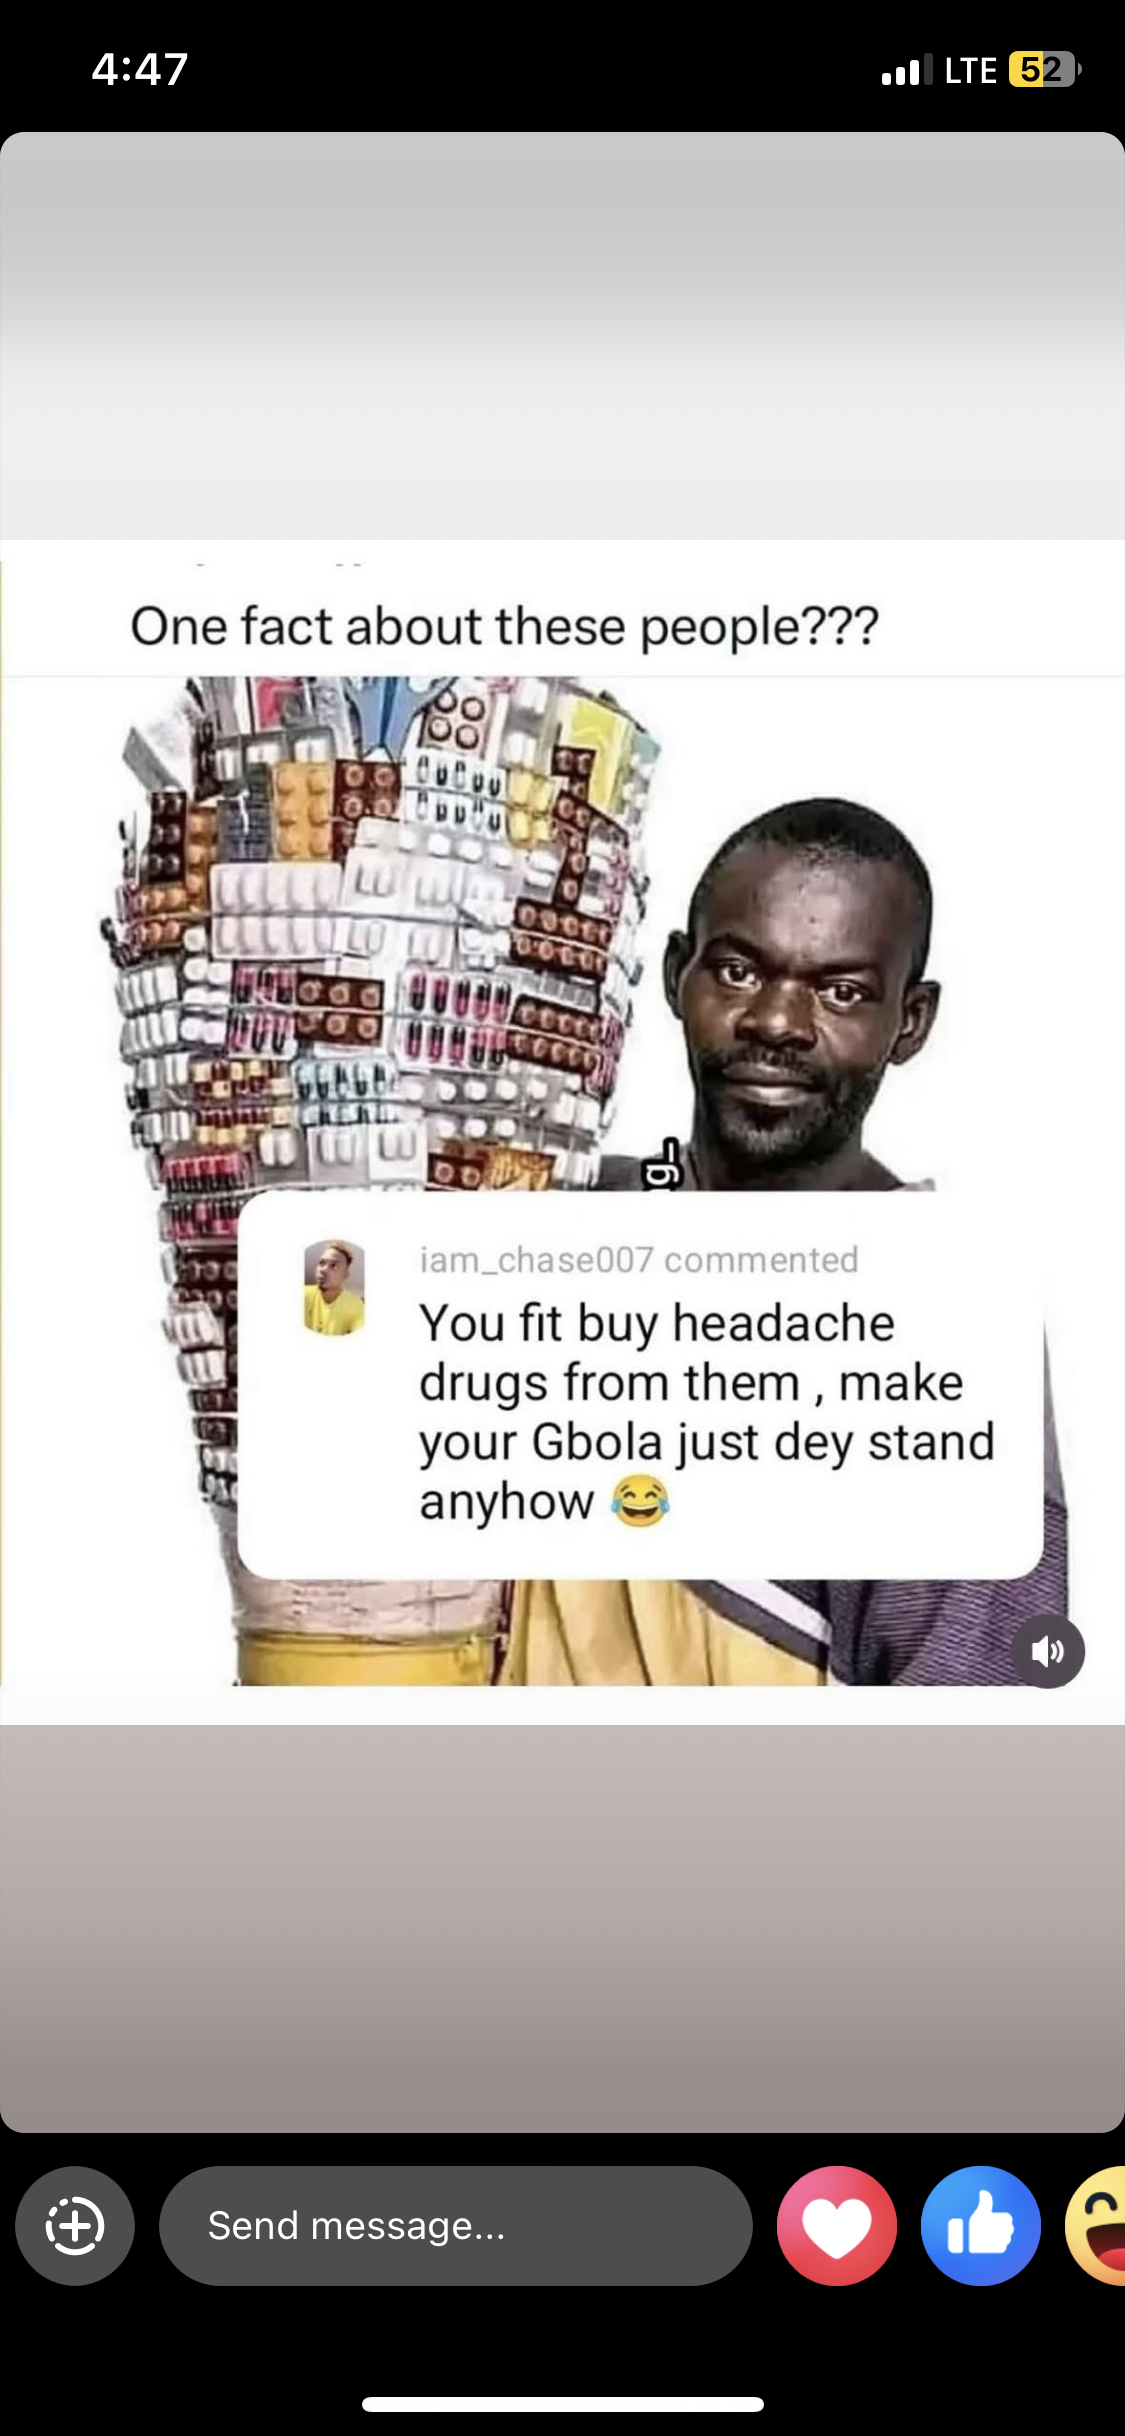 4:47
LTE 52
One fact about these people???
g_
iam_chase007 commented
You fit buy headache
drugs from them , make
your Gbola just dey stand
anyhow 😂
Send message...